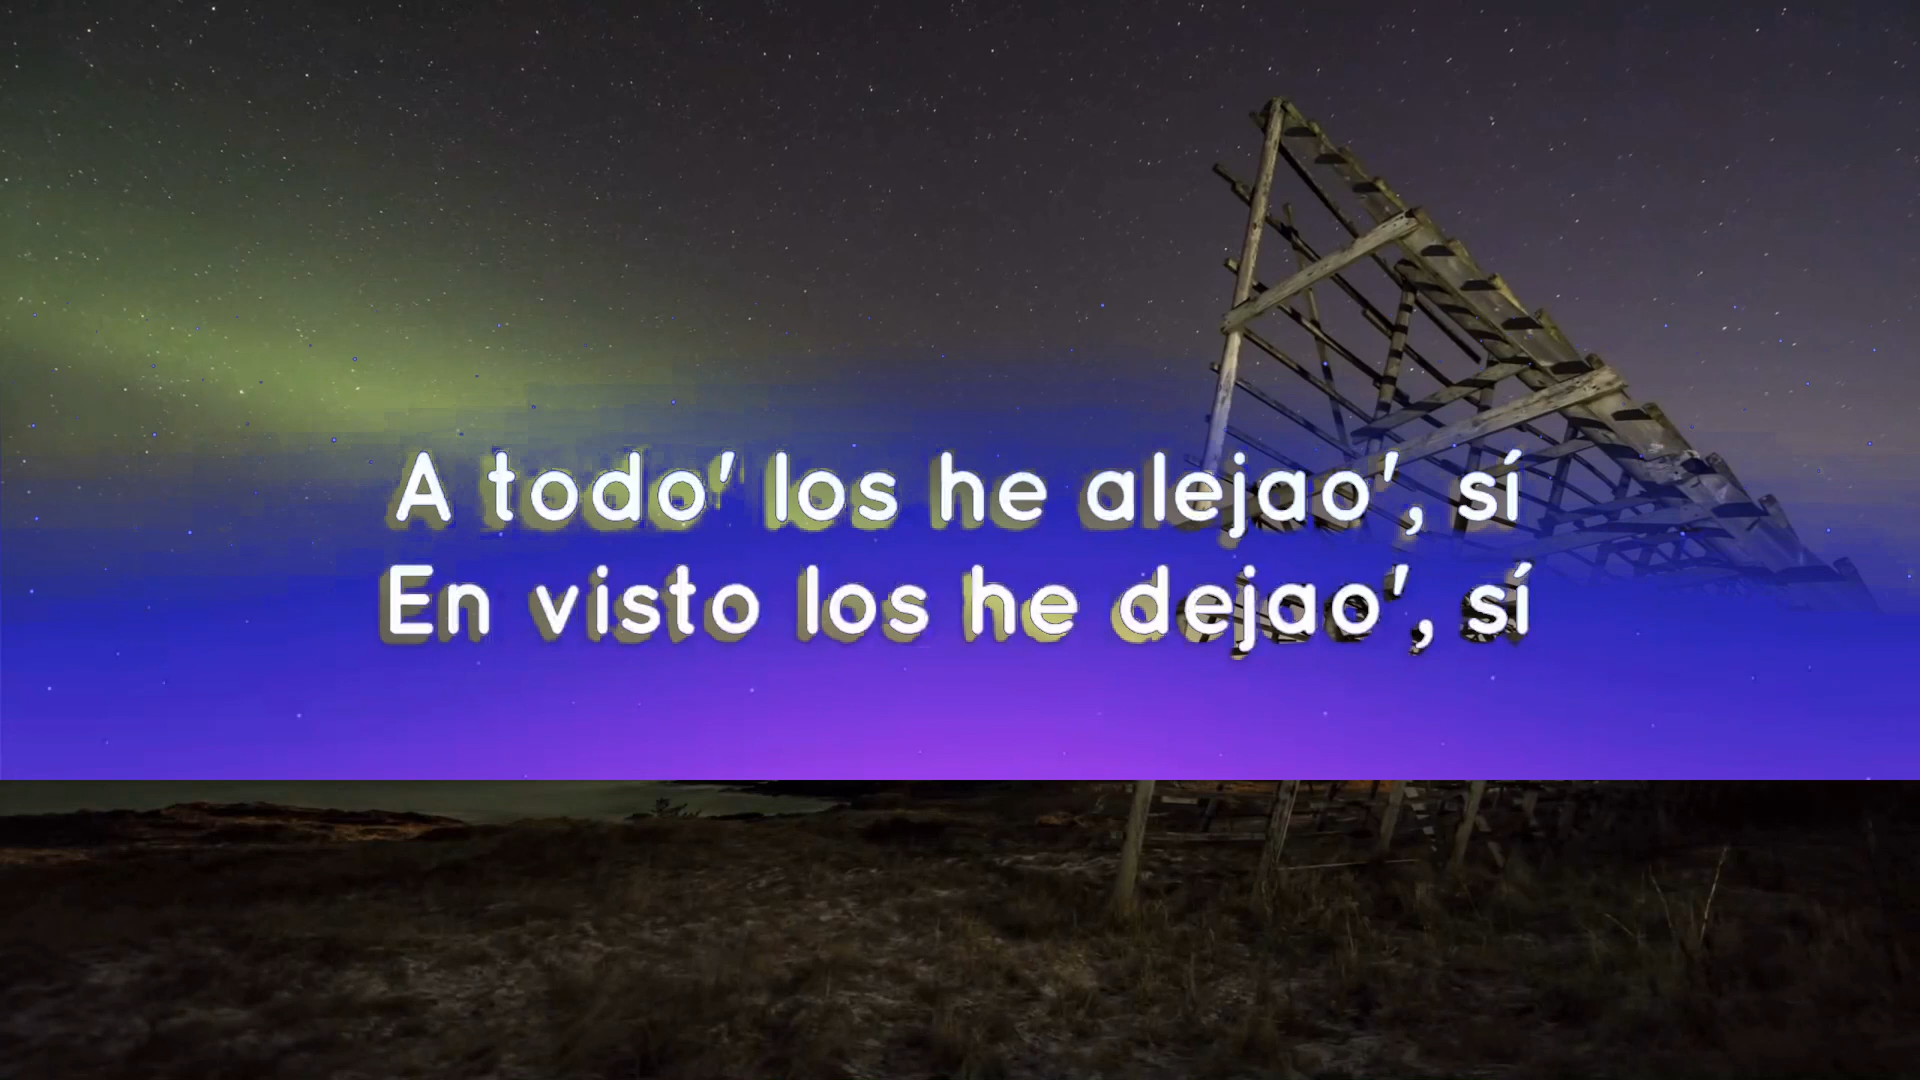 A todo' los he alejao', sí
En visto los he dejao', sí